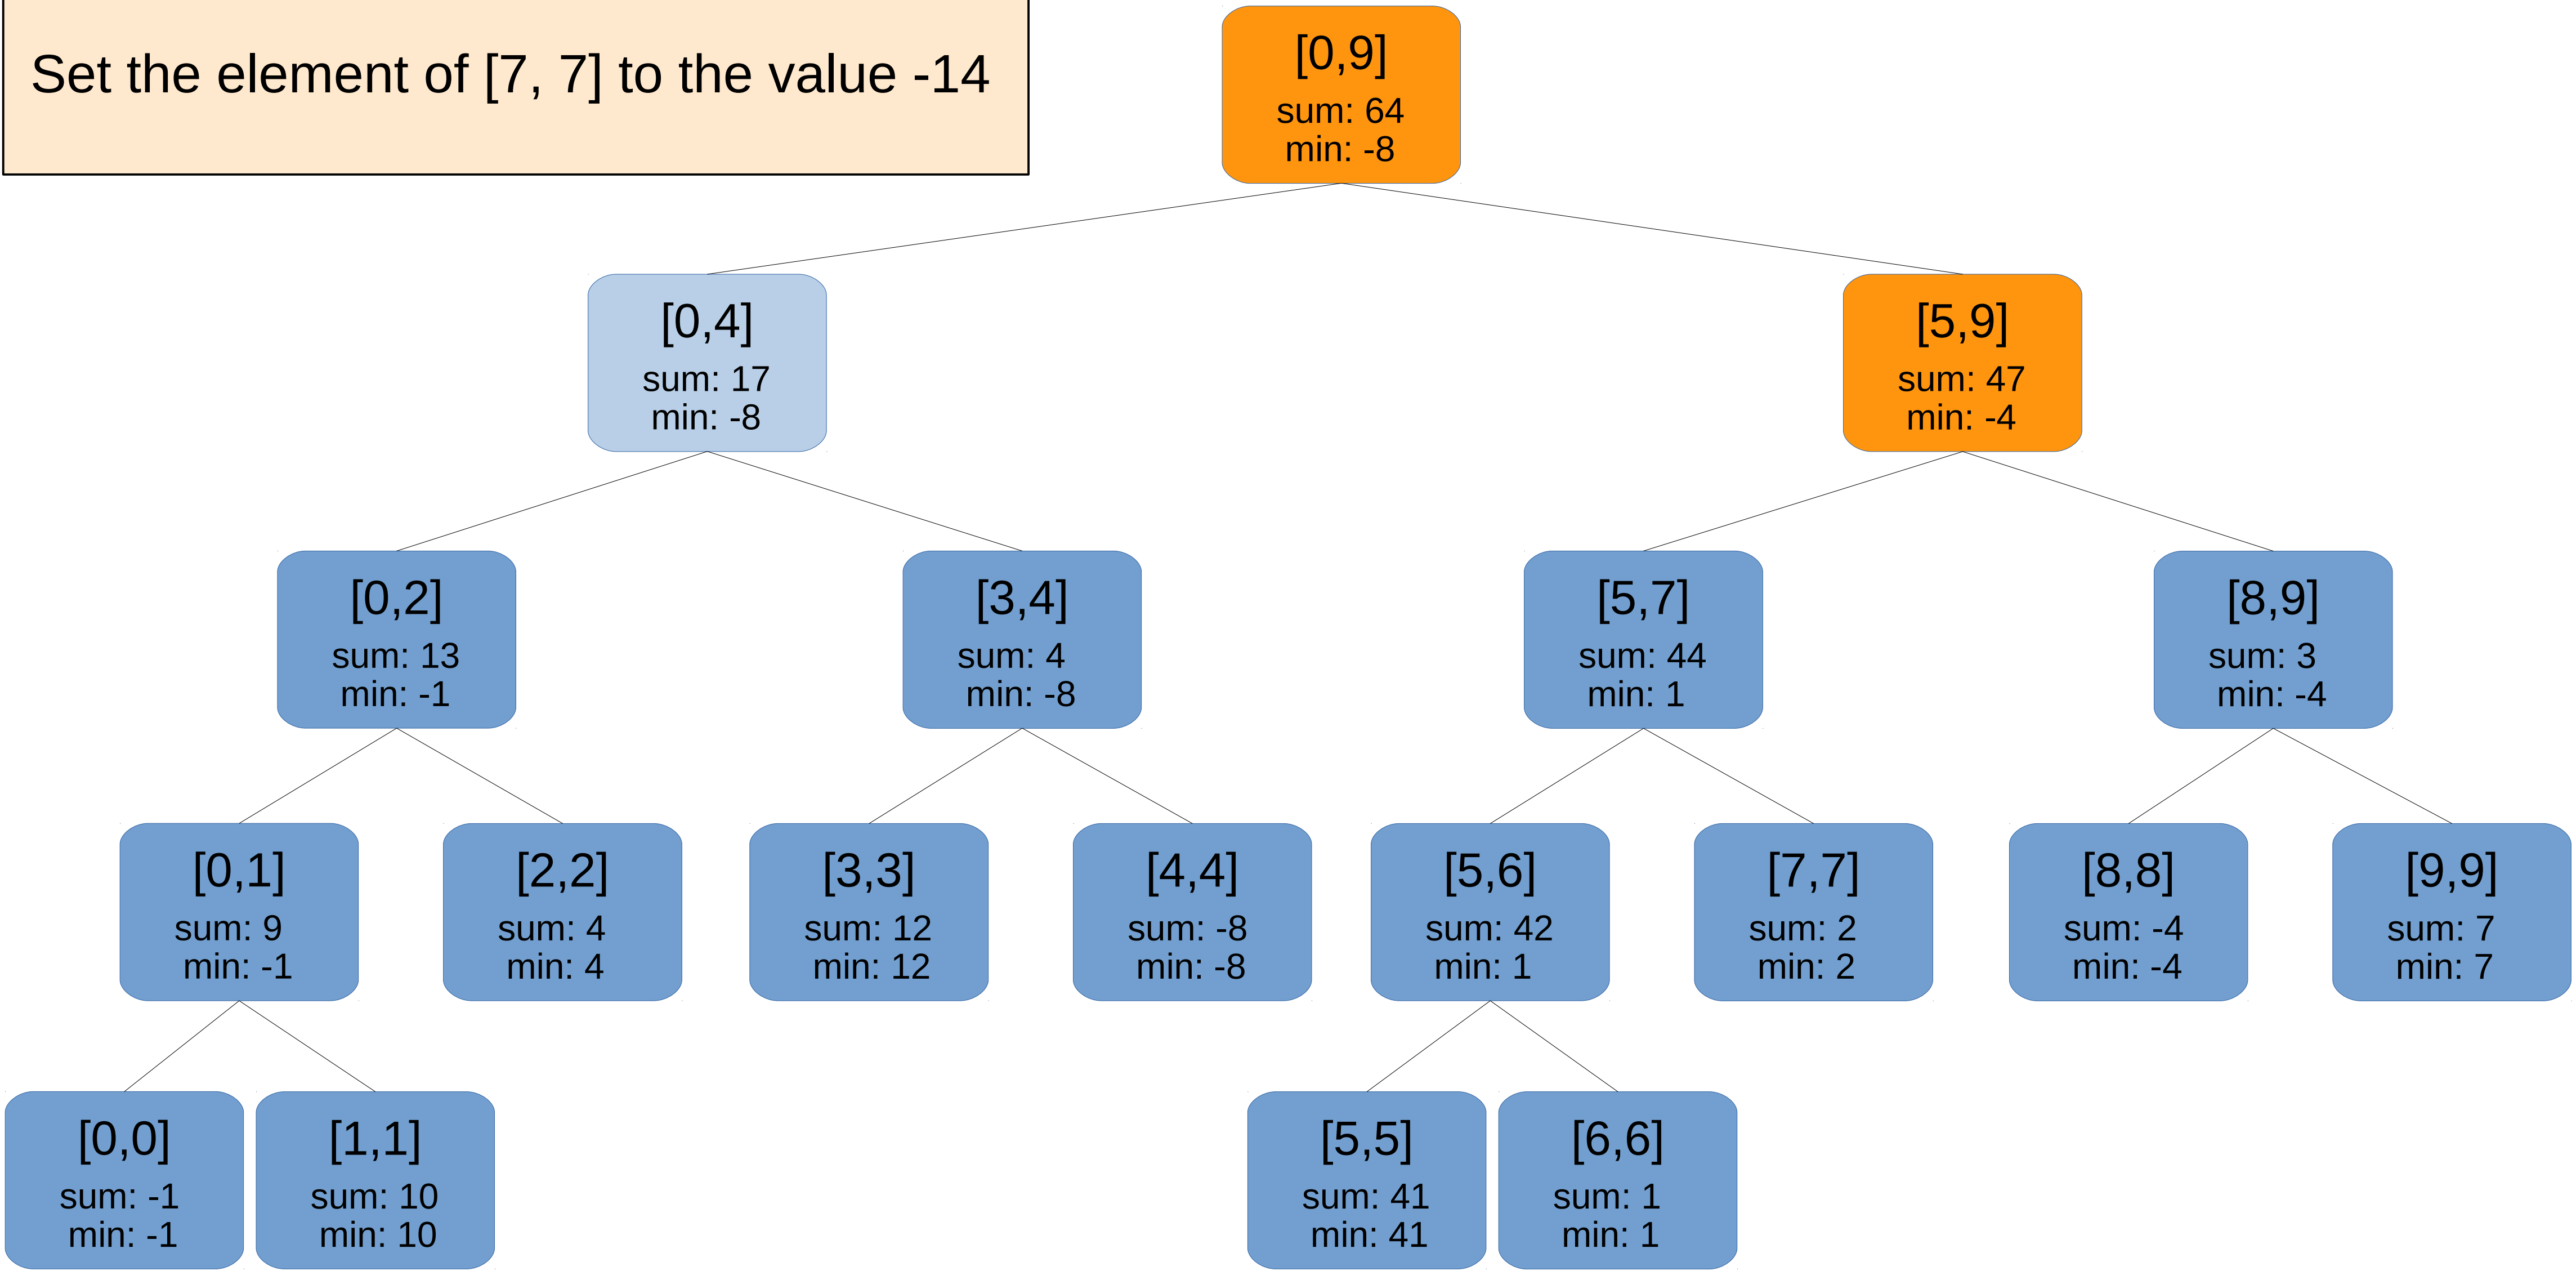 Set the element of [7, 7] to the value -14
[0,9]
sum: 64
min: -8
[0,4]
sum: 17
min: -8
[5,9]
sum: 47
min: -4
[0,2]
sum: 13
min: -1
[3,4]
sum: 4
min: -8
[5,7]
sum: 44
min: 1
[8,9]
sum: 3
min: -4
[0,1]
sum: 9
min: -1
[2,2]
sum: 4
min: 4
[3,3]
sum: 12
min: 12
[4,4]
sum: -8
min: -8
[5,6]
sum: 42
min: 1
[7,7]
sum: 2
min: 2
[8,8]
sum: -4
min: -4
[9,9]
sum: 7
min: 7
[0,0]
sum: -1
min: -1
[1,1]
sum: 10
min: 10
[5,5]
sum: 41
min: 41
[6,6]
sum: 1
min: 1